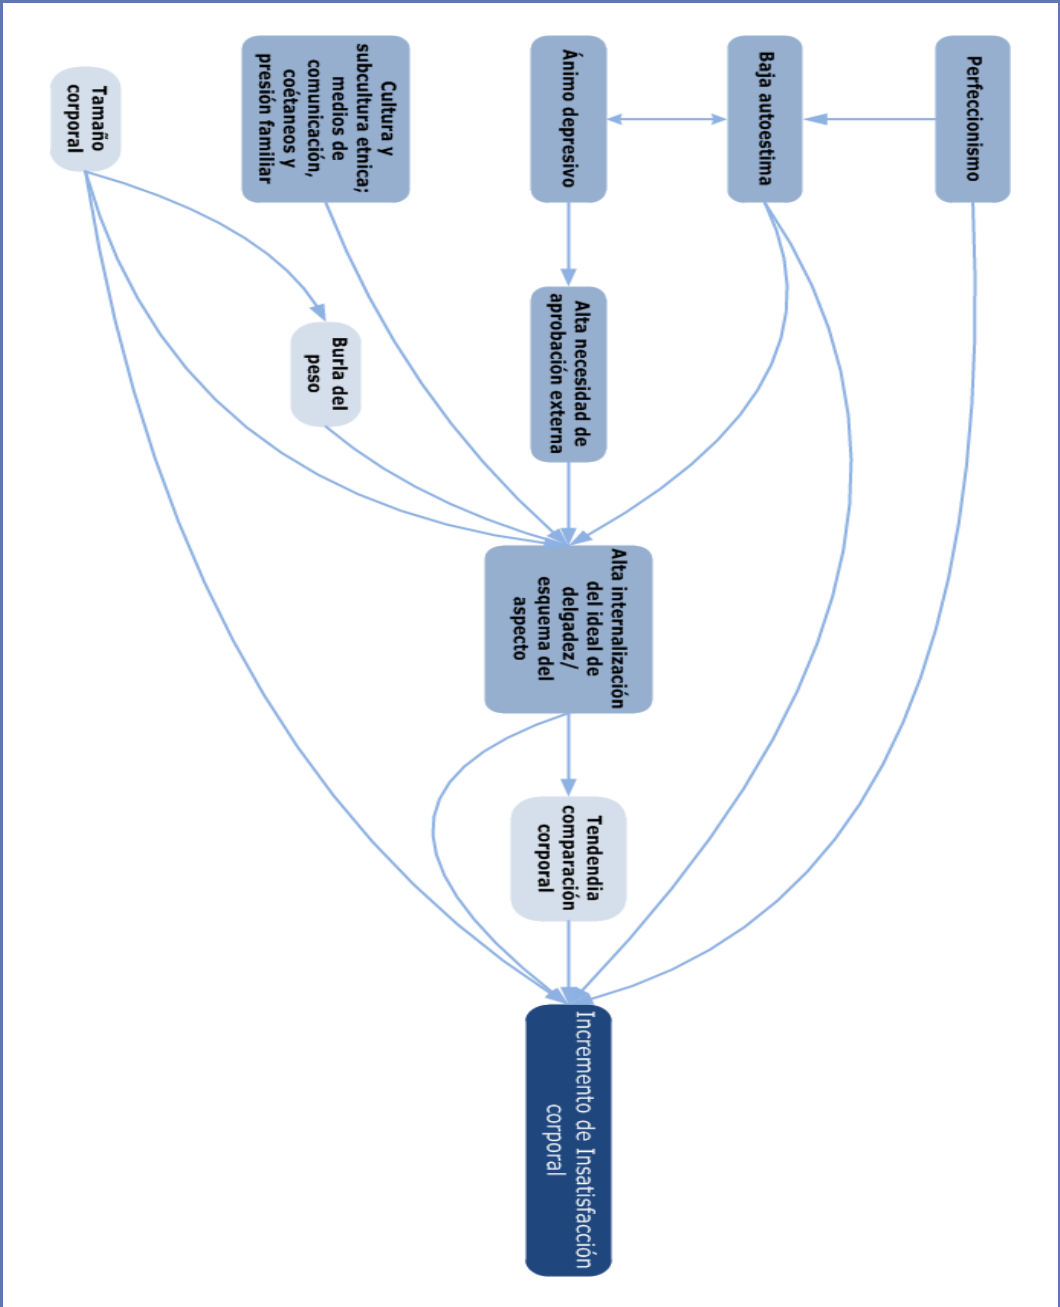 Perfeccionismo
Baja autoestima
Ánimo depresivo
Alta necesidad de
aprobación externa
Alta internalización
del ideal de
delgadez/
esquema del
aspecto
Tendendia
comparación
corporal
Incremento de Insatisfacción
corporal
Cultura y
subcultura etnica;
medios de
comunicación,
coétaneos y
presión familiar
Burla del
peso
Tamaño
corporal